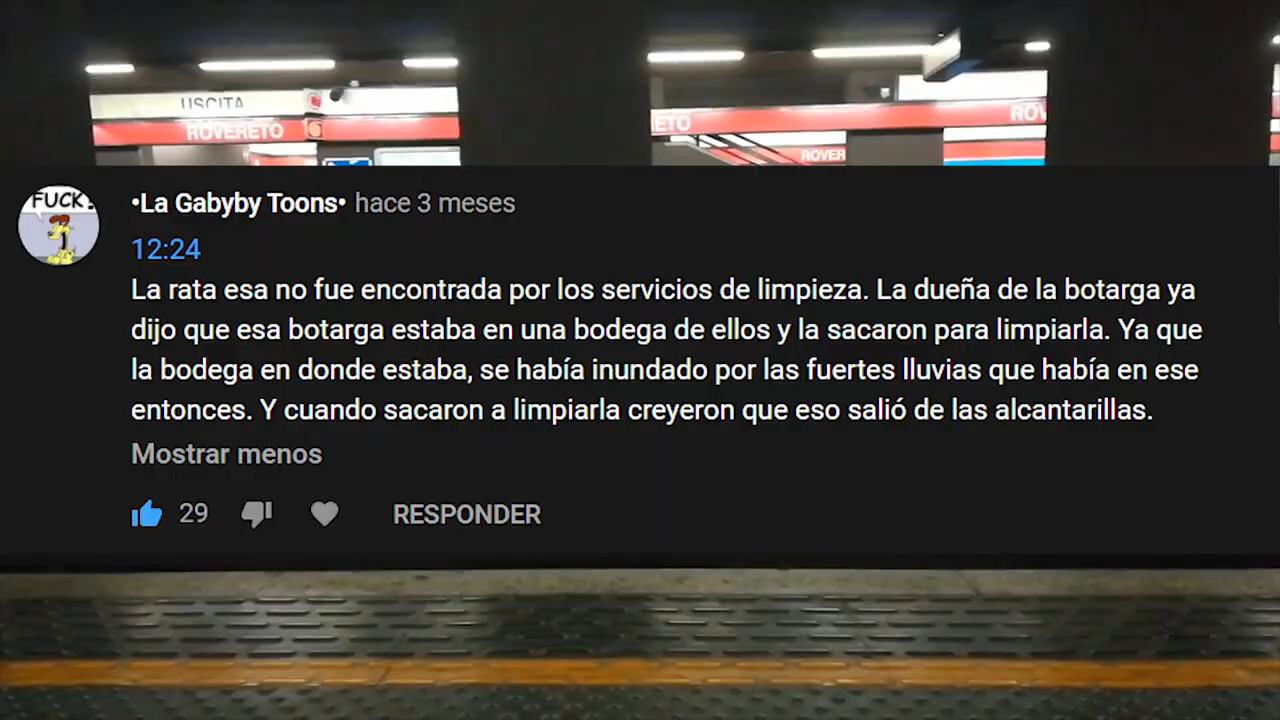 USCITA
ROVERETO
ETO
ROV
ROVER
FUCK!
•La Gabyby Toons• hace 3 meses
12:24
La rata esa no fue encontrada por los servicios de limpieza. La dueña de la botarga ya
dijo que esa botarga estaba en una bodega de ellos y la sacaron para limpiarla. Ya que
la bodega en donde estaba, se había inundado por las fuertes lluvias que había en ese
entonces. Y cuando sacaron a limpiarla creyeron que eso salió de las alcantarillas.
Mostrar menos
29
RESPONDER